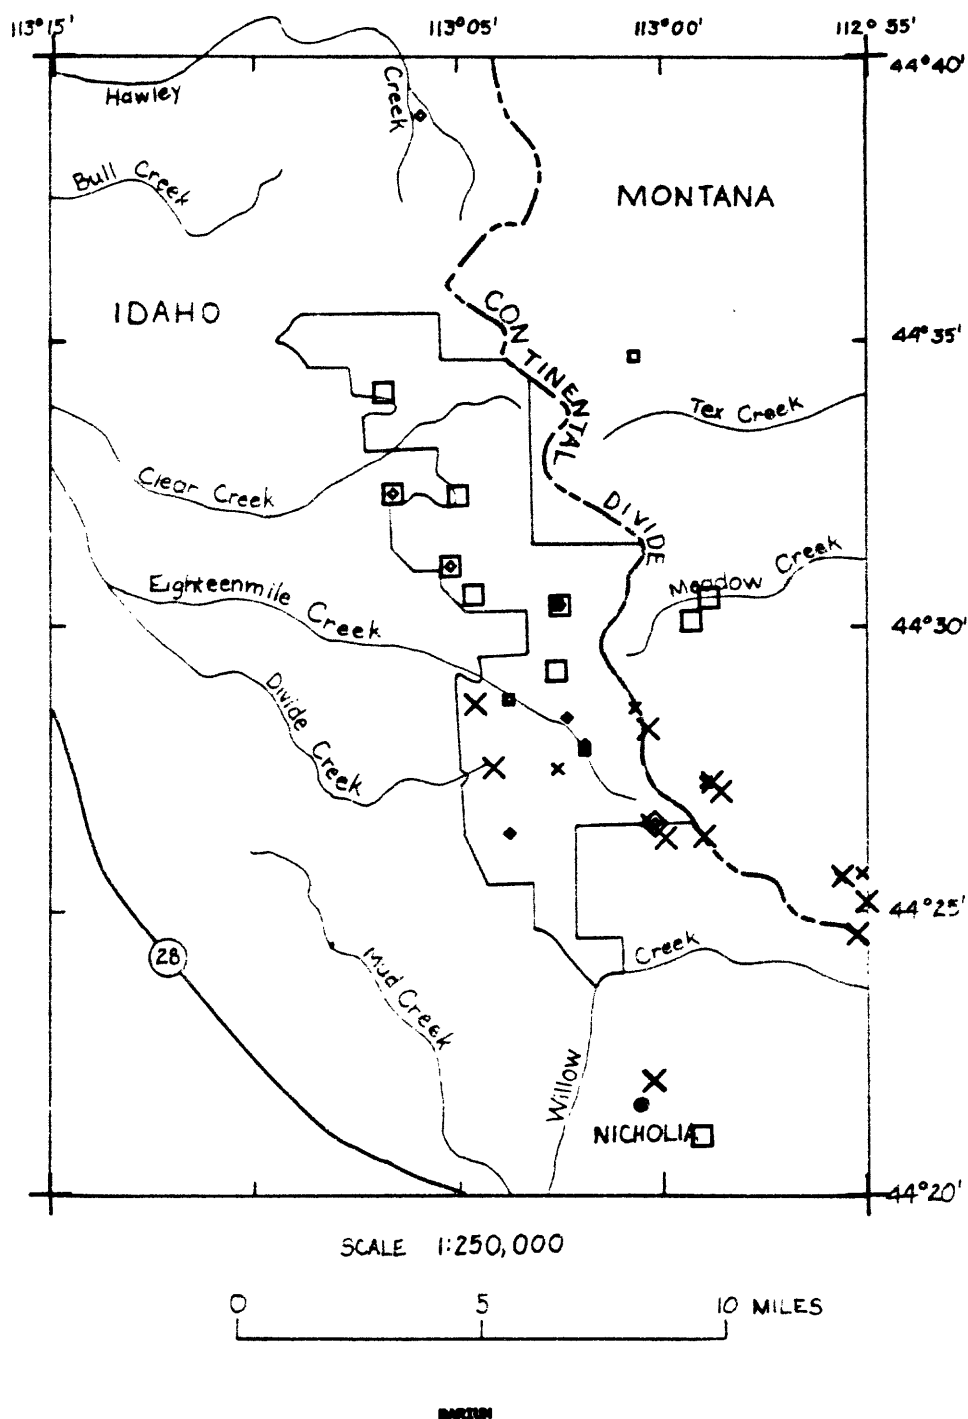 113°15' 113°05' 113°00' 112°55'
44°40'
Hawley
Creek
Bull Creek
MONTANA
IDAHO
CONTINENTAL
44°35'
Tex Creek
Clear Creek
DIVIDE
Meadow Creek
Eighteenmile Creek
44°30'
Divide Creek
44°25'
Creek
28
Mud Creek
Willow
NICHOLIA
44°20'
SCALE 1:250,000
0 5 10 MILES
BARIUM